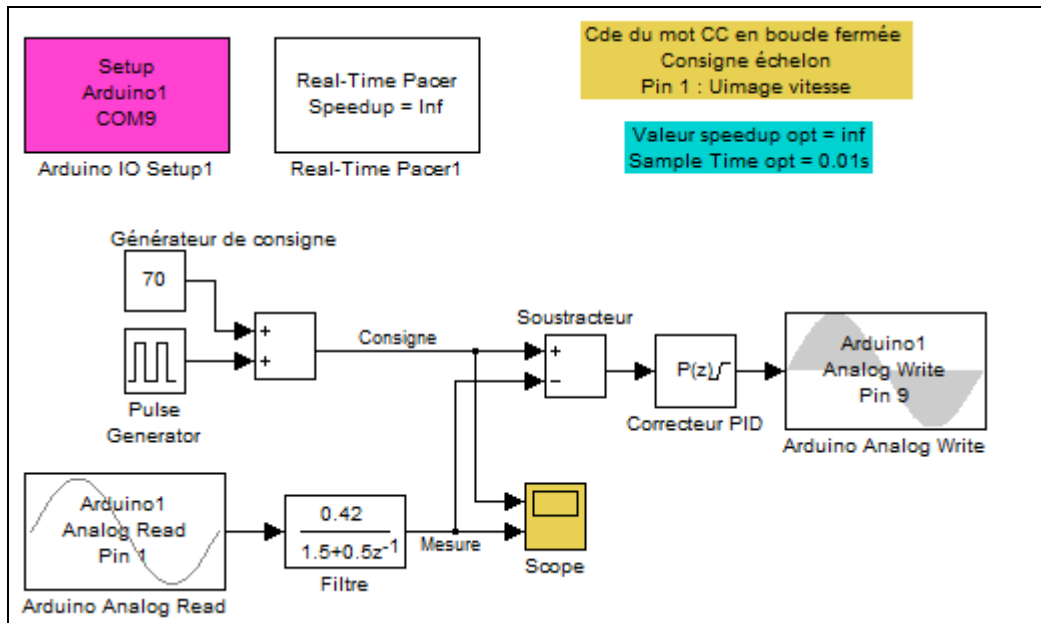 Setup
Arduino1
COM9
Arduino IO Setup1
Real-Time Pacer
Speedup = Inf
Real-Time Pacer1
Cde du mot CC en boucle fermée
Consigne échelon
Pin 1 : Uimage vitesse
Valeur speedup opt = inf
Sample Time opt = 0.01s
Générateur de consigne
70
+
+
Pulse
Generator
Consigne
Soustracteur
+
−
P(z)
Correcteur PID
Arduino1
Analog Write
Pin 9
Arduino Analog Write
Arduino1
Analog Read
Pin 1
Arduino Analog Read
0.42
1.5+0.5z-1
Filtre
Mesure
Scope